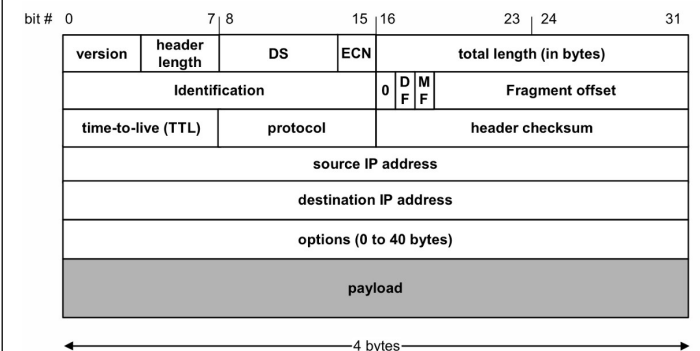 bit # 0 7 8 15 16 23 24 31
version header length DS ECN total length (in bytes)
Identification 0 DF MF Fragment offset
time-to-live (TTL) protocol header checksum
source IP address
destination IP address
options (0 to 40 bytes)
payload
4 bytes